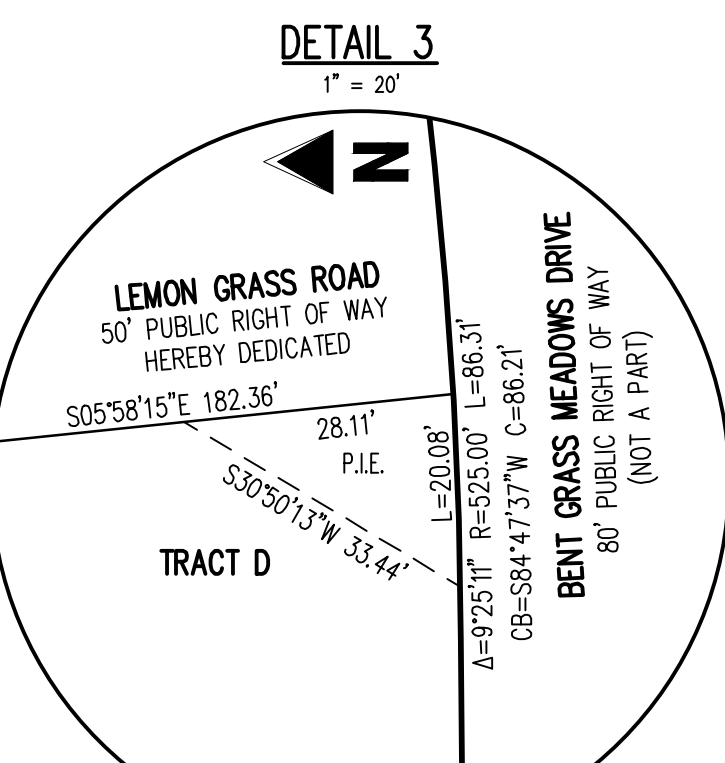 DETAIL 3
1" = 20'
N
LEMON GRASS ROAD
50' PUBLIC RIGHT OF WAY
HEREBY DEDICATED
S05°58'15"E 182.36'
28.11'
P.I.E.
S30°50'13"W 33.44'
TRACT D
L=20.08'
Δ=9°25'11" R=525.00' L=86.31'
CB=S84°47'37"W C=86.21'
BENT GRASS MEADOWS DRIVE
80' PUBLIC RIGHT OF WAY
(NOT A PART)